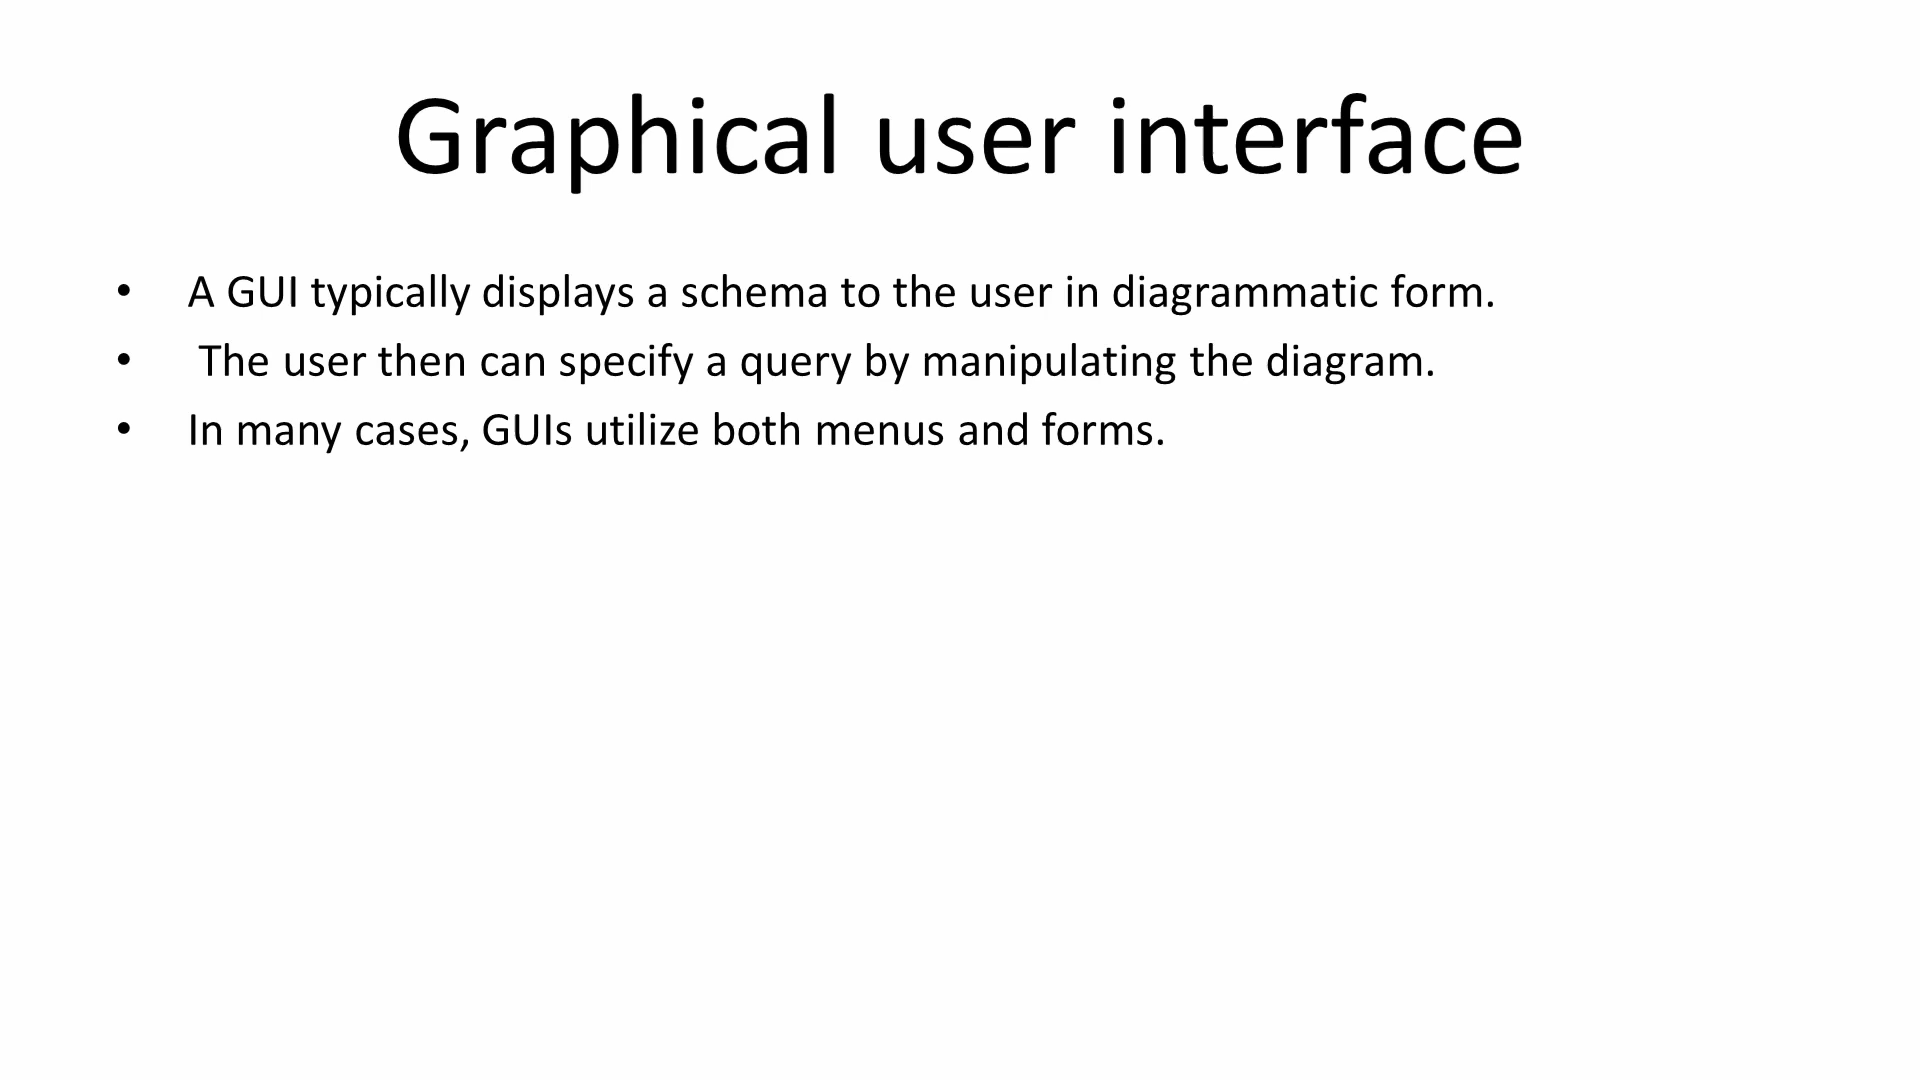 Graphical user interface
• A GUI typically displays a schema to the user in diagrammatic form.
• The user then can specify a query by manipulating the diagram.
• In many cases, GUIs utilize both menus and forms.